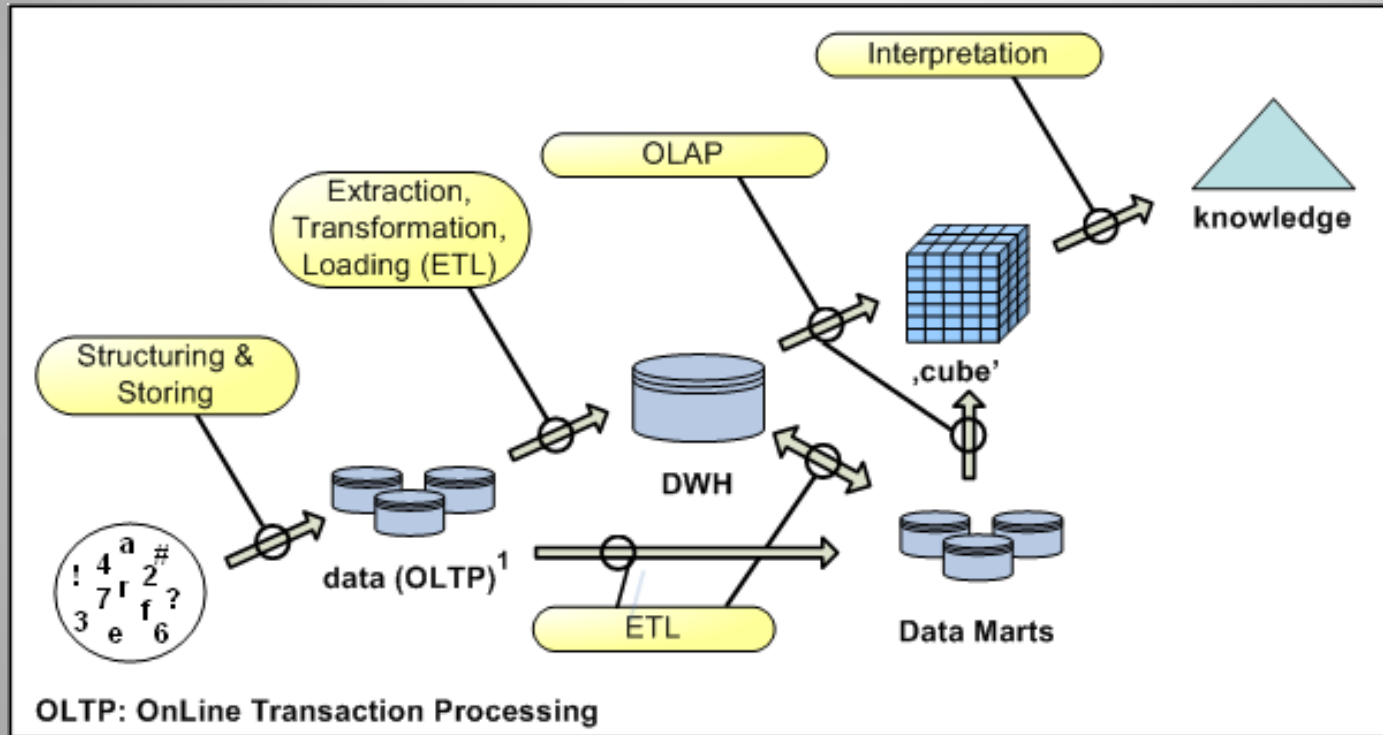 Interpretation
OLAP
Extraction,
Transformation,
Loading (ETL)
knowledge
Structuring &
Storing
‚cube’
DWH
data (OLTP)¹
a
#
!
4
2
r
7
f
?
3
e
6
ETL
Data Marts
OLTP: OnLine Transaction Processing